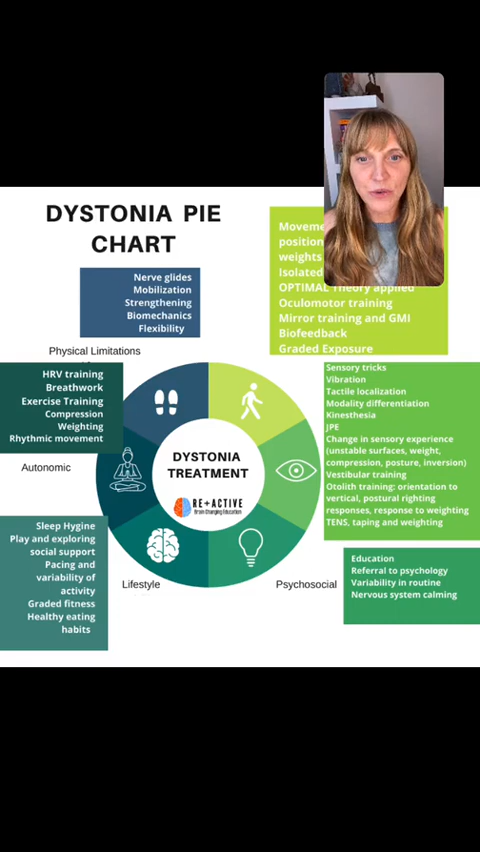 DYSTONIA PIE
CHART
Nerve glides
Mobilization
Strengthening
Biomechanics
Flexibility
Physical Limitations
position
weights
Isolated
OPTIMAL Theory applied
Oculomotor training
Mirror training and GMI
Biofeedback
Graded Exposure
HRV training
Breathwork
Exercise Training
Compression
Weighting
Rhythmic movement
Autonomic
Sensory tricks
Vibration
Tactile localization
Modality differentiation
Kinesthesia
JPE
Change in sensory experience
(unstable surfaces, weight,
compression, posture, inversion)
Vestibular training
Otolith training: orientation to
vertical, postural righting
responses, response to weighting
TENS, taping and weighting
DYSTONIA
TREATMENT
RE+ACTIVE
Brain Changing Education
Sleep Hygine
Play and exploring
social support
Pacing and
variability of
activity
Graded fitness
Healthy eating
habits
Lifestyle
Psychosocial
Education
Referral to psychology
Variability in routine
Nervous system calming